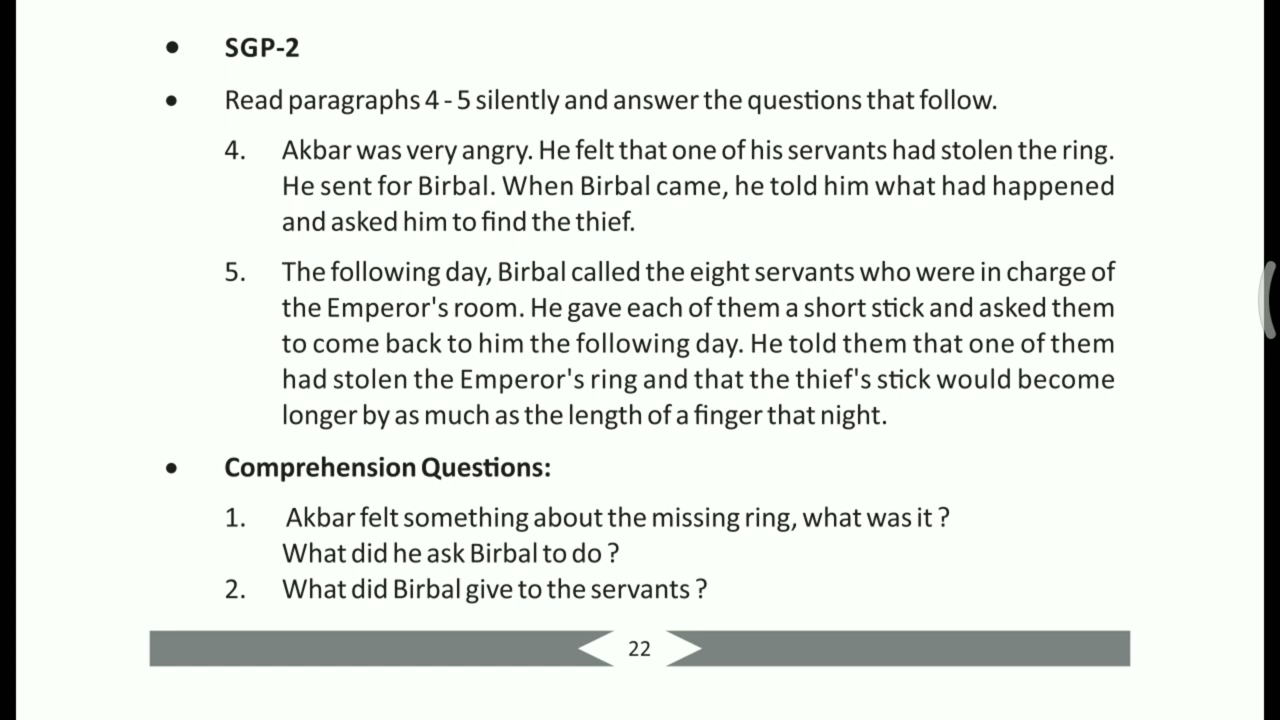 • SGP-2
• Read paragraphs 4 - 5 silently and answer the questions that follow.
4. Akbar was very angry. He felt that one of his servants had stolen the ring.
He sent for Birbal. When Birbal came, he told him what had happened
and asked him to find the thief.
5. The following day, Birbal called the eight servants who were in charge of
the Emperor's room. He gave each of them a short stick and asked them
to come back to him the following day. He told them that one of them
had stolen the Emperor's ring and that the thief's stick would become
longer by as much as the length of a finger that night.
• Comprehension Questions:
1. Akbar felt something about the missing ring, what was it ?
What did he ask Birbal to do ?
2. What did Birbal give to the servants ?
22